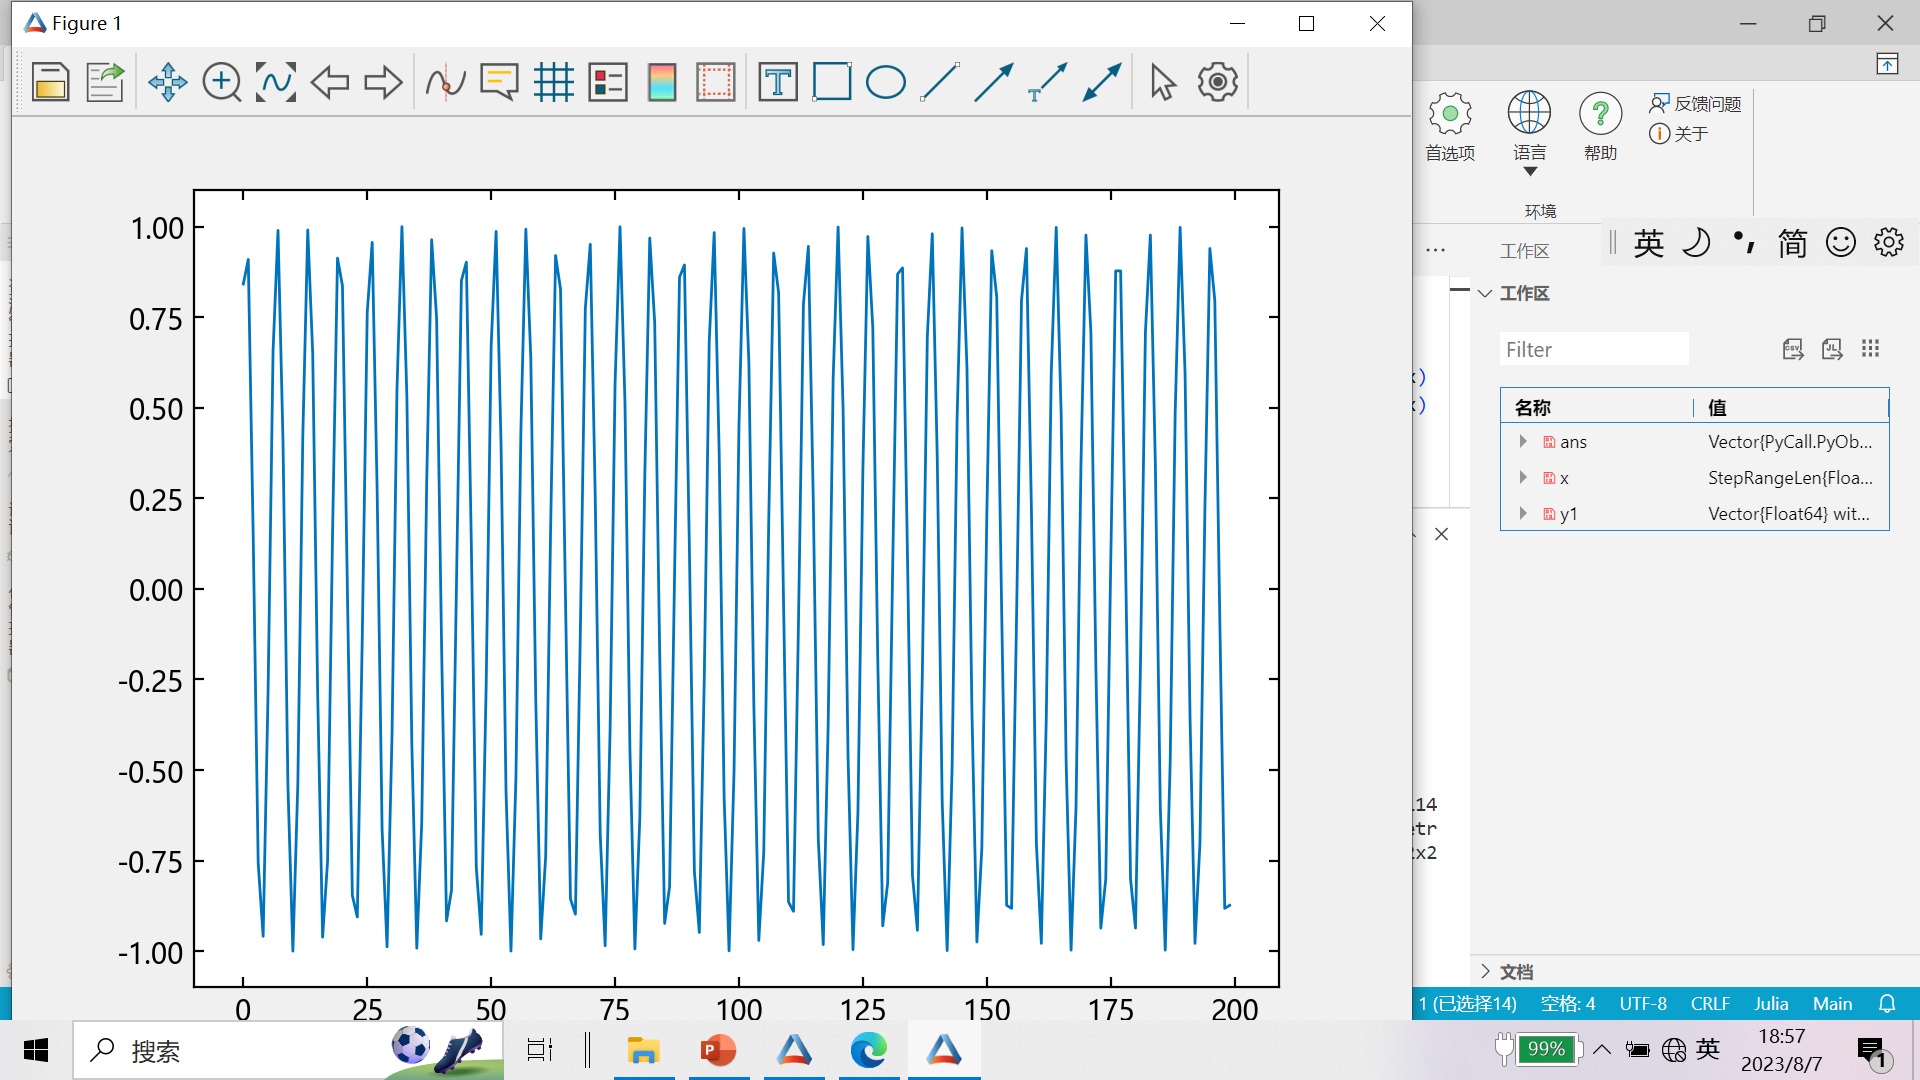 Figure 1
T
T
1.00
0.75
0.50
0.25
0.00
-0.25
-0.50
-0.75
-1.00
0 25 50 75 100 125 150 175 200
首选项
语言
帮助
反馈问题
关于
环境
英 简
工作区
工作区
Filter
名称 值
ans Vector{PyCall.PyOb...
x StepRangeLen{Floa...
y1 Vector{Float64} wit...
)
)
14
etr
x2
文档
1 (已选择14) 空格: 4 UTF-8 CRLF Julia Main
搜索
P
99%
英
18:57
2023/8/7
1